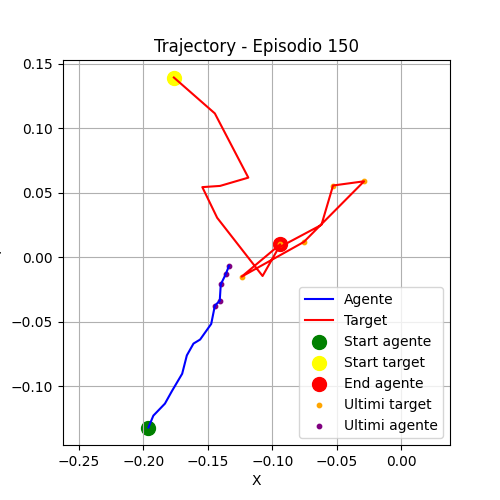 Trajectory - Episodio 150
0.15
0.10
0.05
0.00
−0.05
−0.10
−0.25
−0.20
−0.15
−0.10
−0.05
0.00
X
Agente
Target
Start agente
Start target
End agente
Ultimi target
Ultimi agente